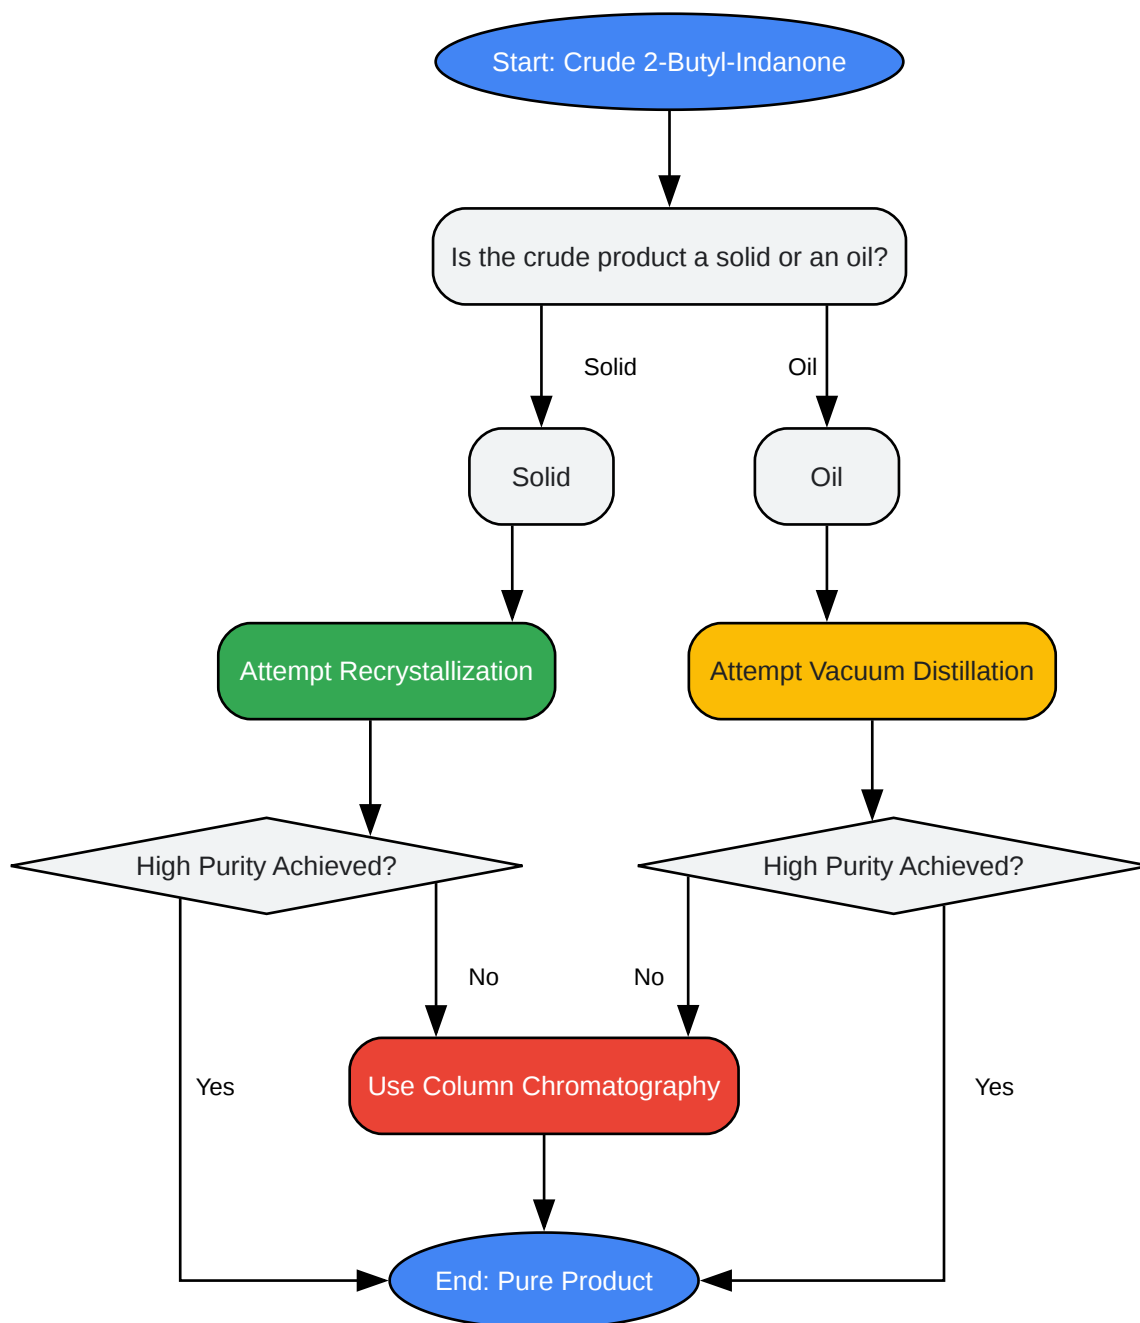 Start: Crude 2-Butyl-Indanone
Is the crude product a solid or an oil?
Solid
Oil
Solid
Oil
Attempt Recrystallization
Attempt Vacuum Distillation
High Purity Achieved?
High Purity Achieved?
No
No
Yes
Use Column Chromatography
Yes
End: Pure Product